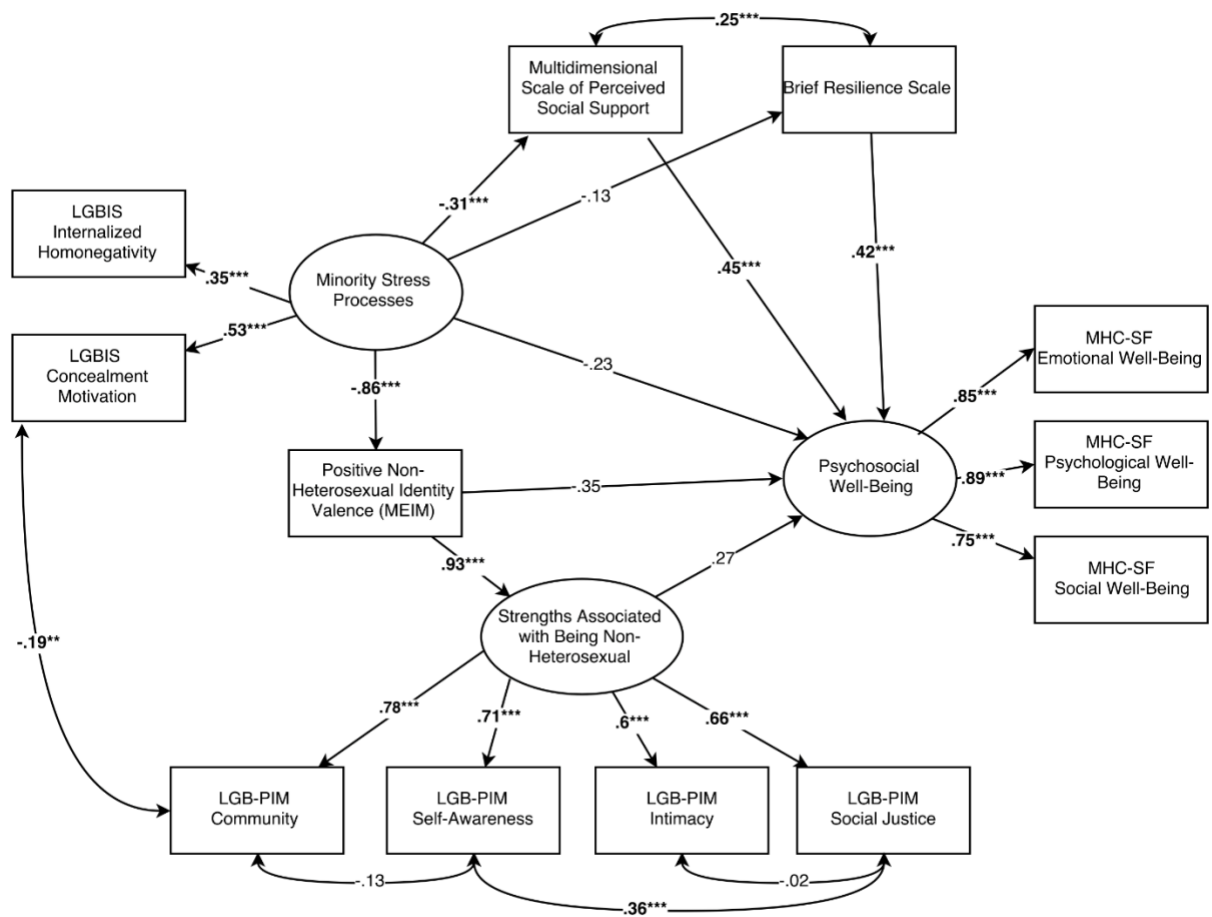 .25***
Multidimensional
Scale of Perceived
Social Support
Brief Resilience Scale
-.31***
-.13
LGBIS
Internalized
Homonegativity
.35***
Minority Stress
Processes
.45***
.42***
.53***
LGBIS
Concealment
Motivation
-.86***
-.23
MHC-SF
Emotional Well-Being
.85***
Positive Non-
Heterosexual Identity
Valence (MEIM)
-.35
Psychosocial
Well-Being
.89***
MHC-SF
Psychological Well-
Being
.93***
.27
.75***
MHC-SF
Social Well-Being
Strengths Associated
with Being Non-
Heterosexual
-.19**
.78***
.71***
.6***
.66***
LGB-PIM
Community
LGB-PIM
Self-Awareness
LGB-PIM
Intimacy
LGB-PIM
Social Justice
-.13
-.02
.36***